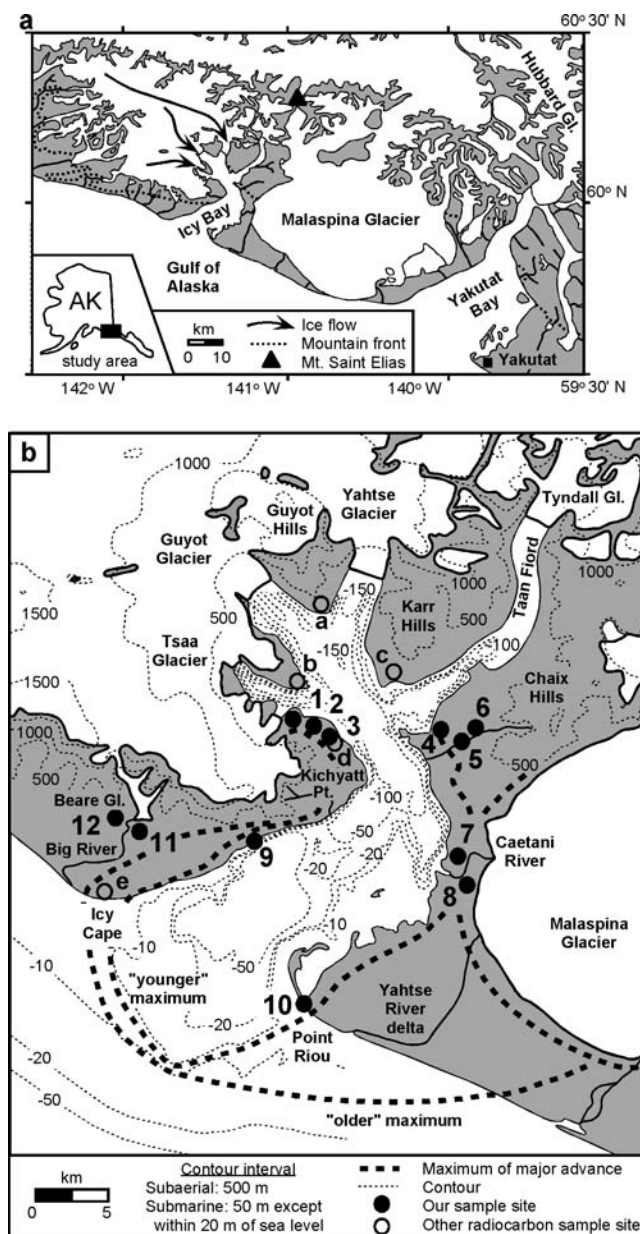 a
60° 30' N
Hubbard Gl.
60° N
Icy Bay
Malaspina Glacier
Gulf of
Alaska
Yakutat
Bay
AK
study area
km
0 10
Ice flow
Mountain front
Mt. Saint Elias
Yakutat
142°W
141°W
140°W
59°30' N
b
1000
Guyot
Hills
Yahtse
Glacier
Tyndall Gl.
Guyot
Glacier
-150
1000
1000
Taan Fiord
500
1500
500
a
-150
Karr
Hills
-100
Tsaa
Glacier
b
c
Chaix
Hills
1500
1
2
3
6
4
5
1000
d
500
500
Kichyatt
Pt.
-100
Beare Gl.
12
11
-50
-20
7
Caetani
River
Big River
9
e
-10
8
Icy
Cape
Malaspina
Glacier
-10
-10
-50
"younger"
maximum
10
Yahtse
River
delta
-20
Point
Riou
-20
-50
"older" maximum
km
0 5
Contour interval
Subaerial: 500 m
Submarine: 50 m except
within 20 m of sea level
Maximum of major advance
Contour
Our sample site
Other radiocarbon sample site